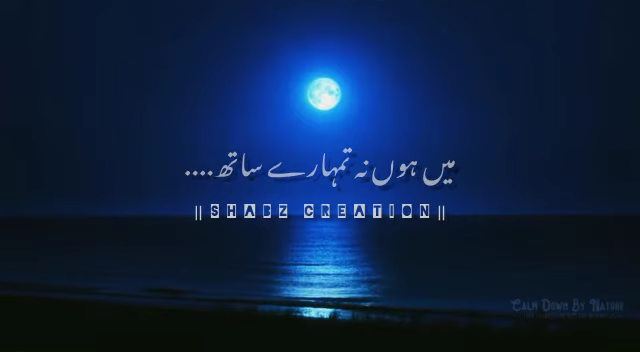 میں ہوں نہ تمہارے ساتھ....
|| SHABZ CREATION ||
Calm Down By Nature